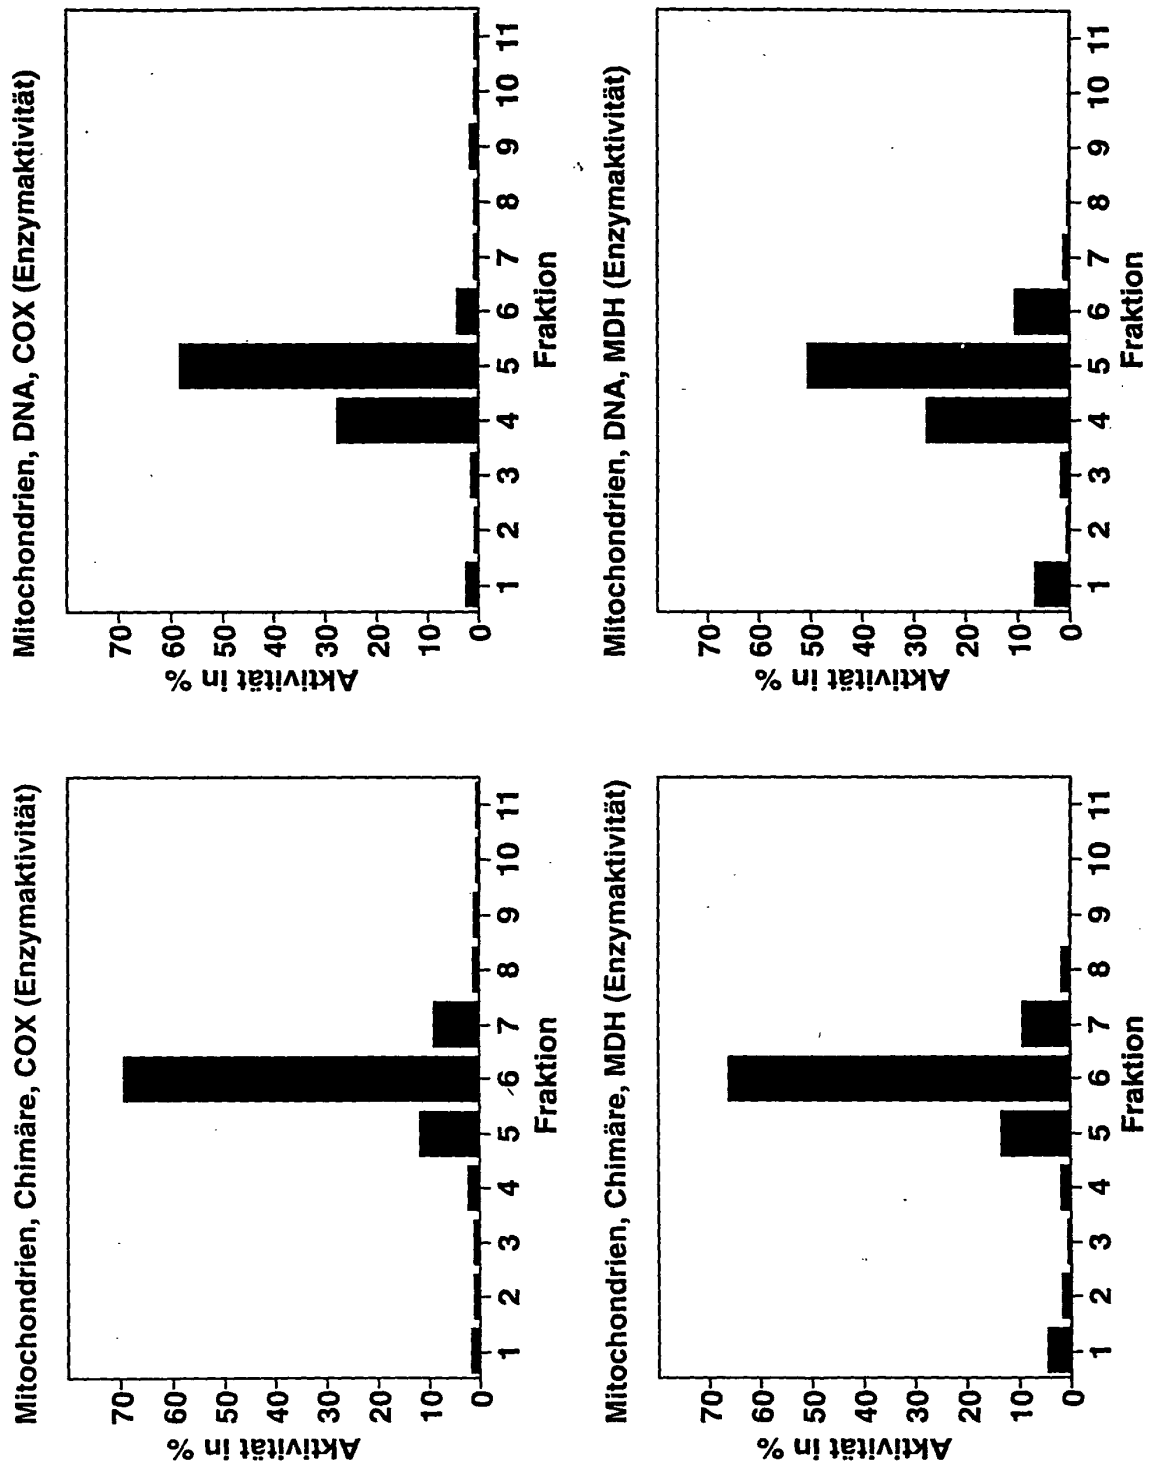 Mitochondrien, Chimäre, COX (Enzymaktivität)
Aktivität in %
70
60
50
40
30
20
10
0
1 2 3 4 5 6 7 8 9 10 11
Fraktion
Mitochondrien, DNA, COX (Enzymaktivität)
Aktivität in %
70
60
50
40
30
20
10
0
1 2 3 4 5 6 7 8 9 10 11
Fraktion
Mitochondrien, Chimäre, MDH (Enzymaktivität)
Aktivität in %
70
60
50
40
30
20
10
0
1 2 3 4 5 6 7 8 9 10 11
Fraktion
Mitochondrien, DNA, MDH (Enzymaktivität)
Aktivität in %
70
60
50
40
30
20
10
0
1 2 3 4 5 6 7 8 9 10 11
Fraktion